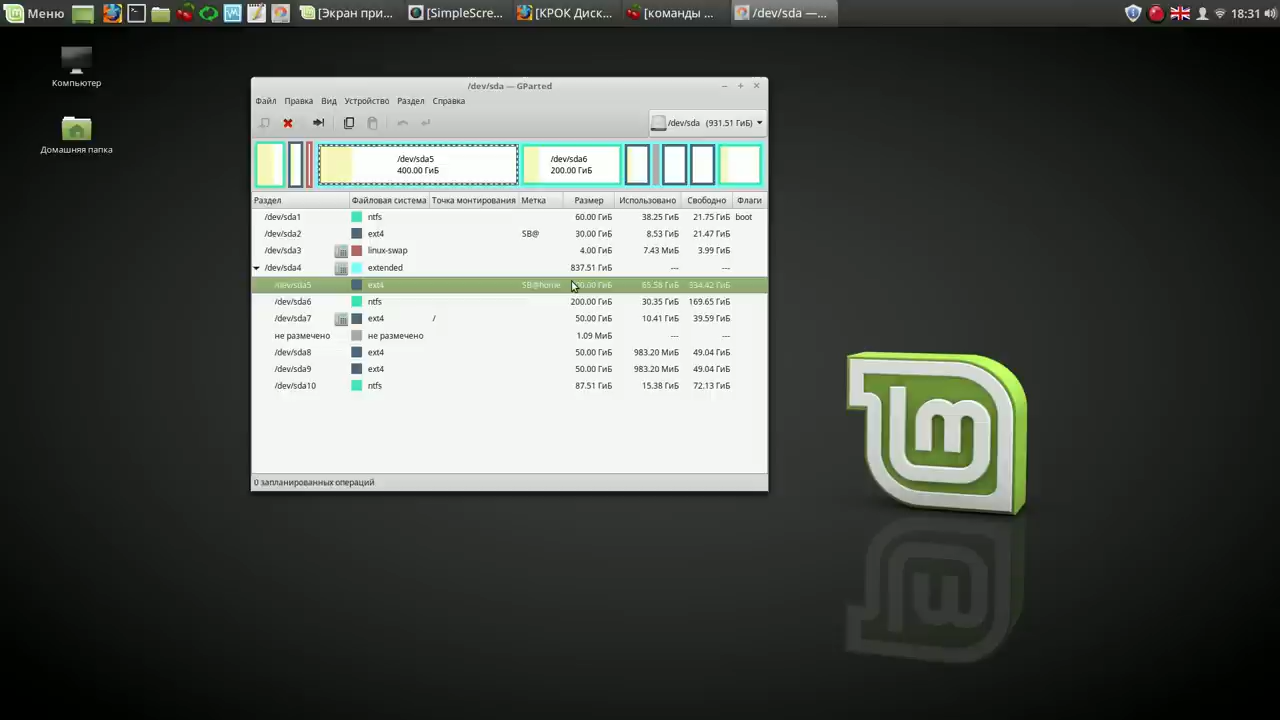 Меню [Экран при... [SimpleScre... [КРОК Диск... [команды ... /dev/sda —... 18:31
Компьютер
Домашняя папка
/dev/sda — GParted
Файл Правка Вид Устройство Раздел Справка
/dev/sda (931.51 ГиБ)
/dev/sda5 /dev/sda6
400.00 ГиБ 200.00 ГиБ
Раздел Файловая система Точка монтирования Метка Размер Использовано Свободно Флаги
/dev/sda1 ntfs 60.00 ГиБ 38.25 ГиБ 21.75 ГиБ boot
/dev/sda2 ext4 SB@ 30.00 ГиБ 8.53 ГиБ 21.47 ГиБ
/dev/sda3 linux-swap 4.00 ГиБ 7.43 МиБ 3.99 ГиБ
/dev/sda4 extended 837.51 ГиБ --- ---
/dev/sda5 ext4 SB@home 65.58 ГиБ 334.42 ГиБ
/dev/sda6 ntfs 200.00 ГиБ 30.35 ГиБ 169.65 ГиБ
/dev/sda7 ext4 / 50.00 ГиБ 10.41 ГиБ 39.59 ГиБ
не размечено не размечено 1.09 МиБ --- ---
/dev/sda8 ext4 50.00 ГиБ 983.20 МиБ 49.04 ГиБ
/dev/sda9 ext4 50.00 ГиБ 983.20 МиБ 49.04 ГиБ
/dev/sda10 ntfs 87.51 ГиБ 15.38 ГиБ 72.13 ГиБ
0 запланированных операций